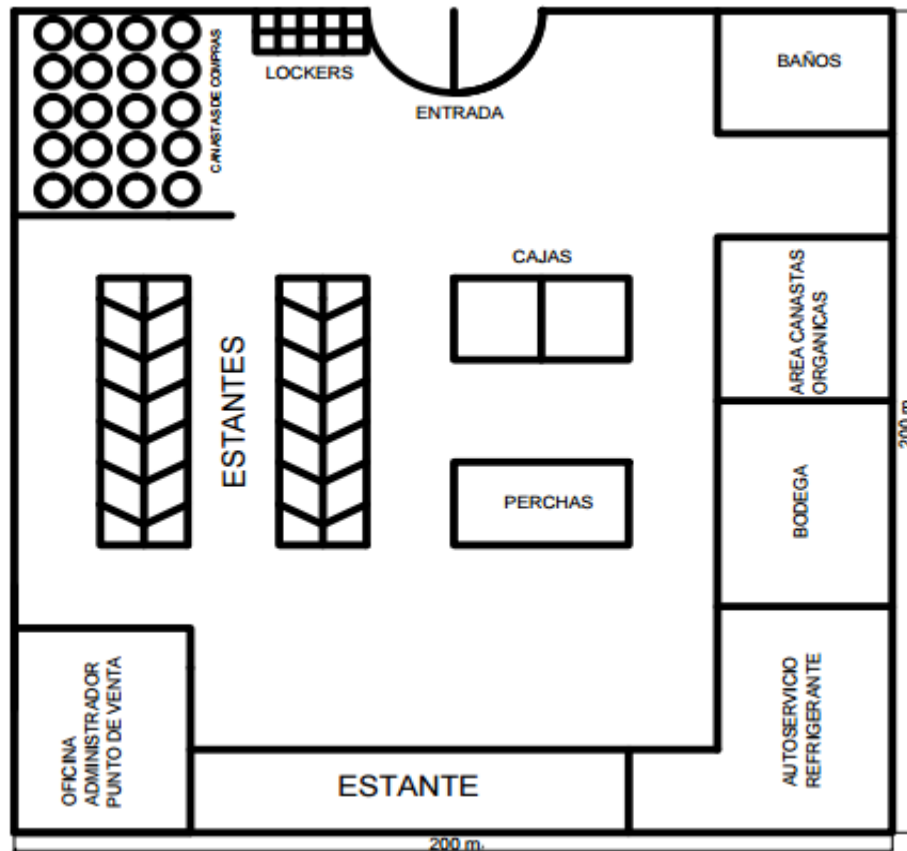 LOCKERS
ENTRADA
BAÑOS
CANASTAS DE COMPRAS
CAJAS
AREA CANASTAS
ORGANICAS
ESTANTES
200 m.
PERCHAS
BODEGA
OFICINA
ADMINISTRADOR
PUNTO DE VENTA
ESTANTE
AUTOSERVICIO
REFRIGERANTE
200 m.